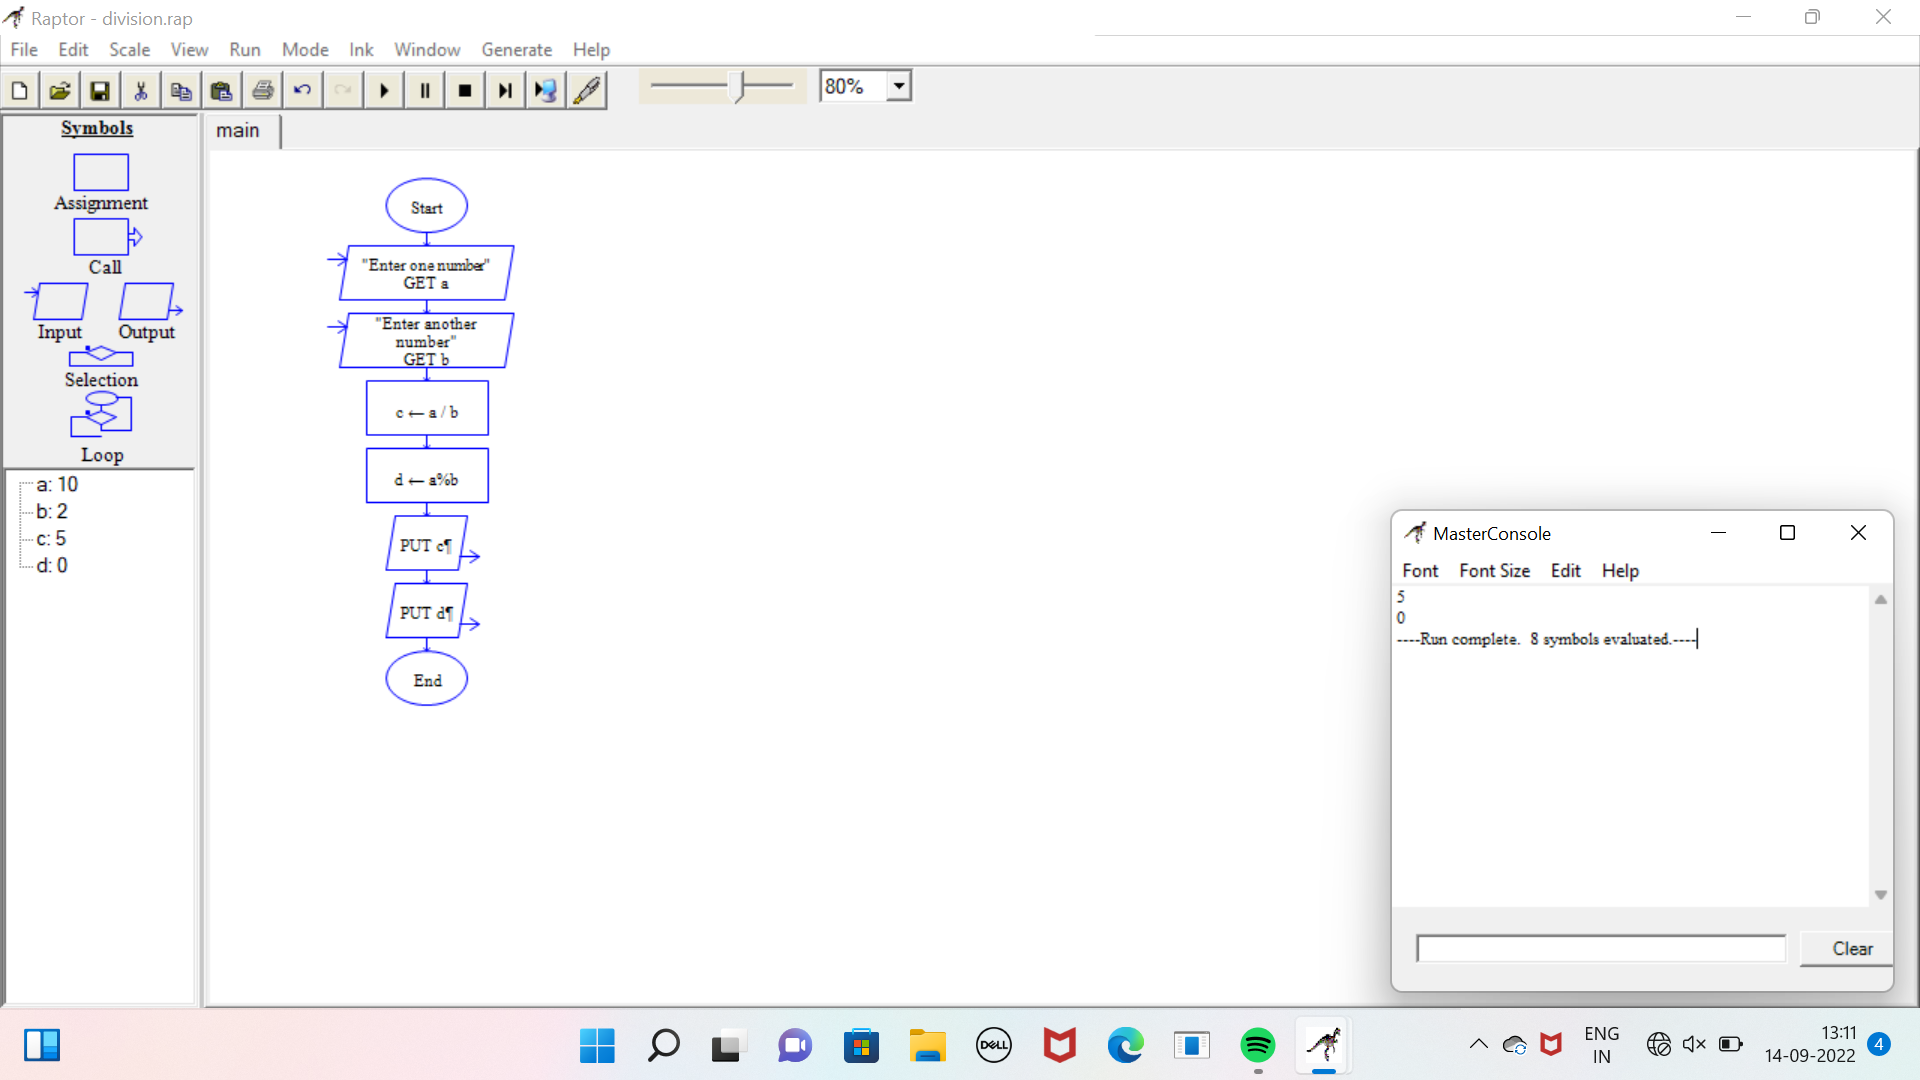 Raptor - division.rap
File Edit Scale View Run Mode Ink Window Generate Help
80%
Symbols
Assignment
Call
Input Output
Selection
Loop
a: 10
b: 2
c: 5
d: 0
main
Start
"Enter one number"
GET a
"Enter another
number"
GET b
c ← a / b
d ← a%b
PUT c¶
PUT d¶
End
MasterConsole
Font Font Size Edit Help
5
0
----Run complete.  8 symbols evaluated.----
Clear
DELL
ENG
IN
13:11
14-09-2022
4